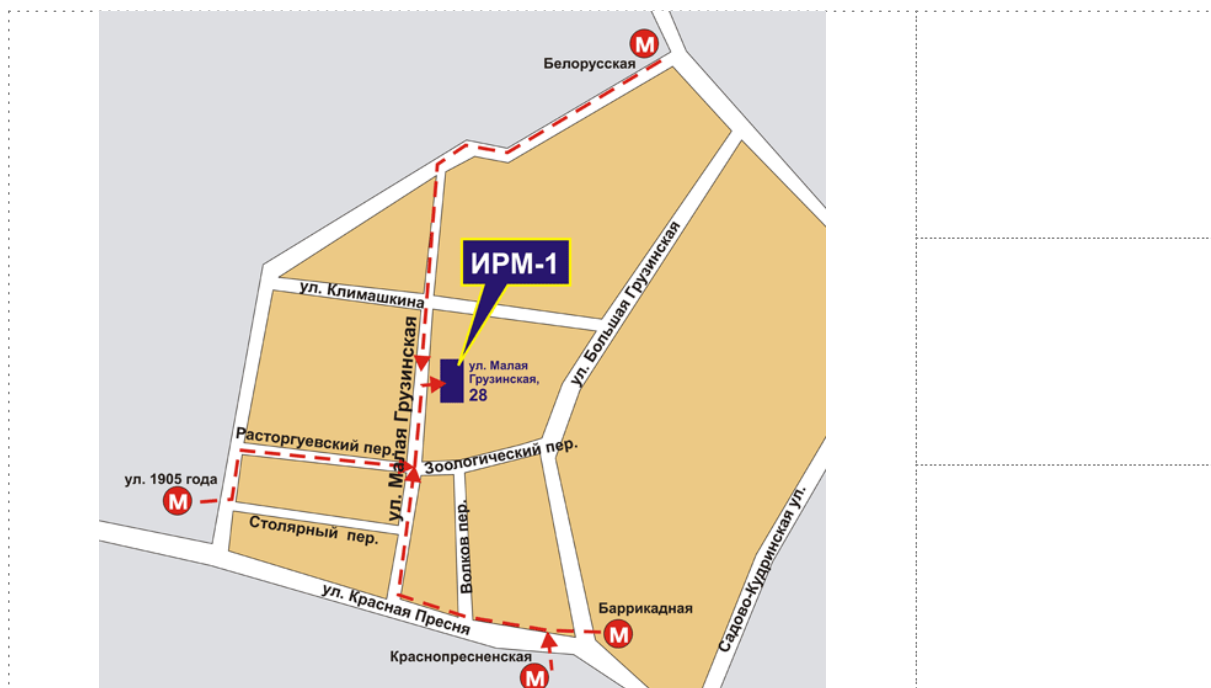 М
Белорусская
ИРМ-1
ул. Климашкина
ул. Большая Грузинская
ул. Малая Грузинская
ул. Малая
Грузинская,
28
Расторгуевский пер.
Зоологический пер.
ул. 1905 года
М
Столярный пер.
Волков пер.
Садово-Кудринская ул.
ул. Красная Пресня
Баррикадная
М
Краснопресненская
М